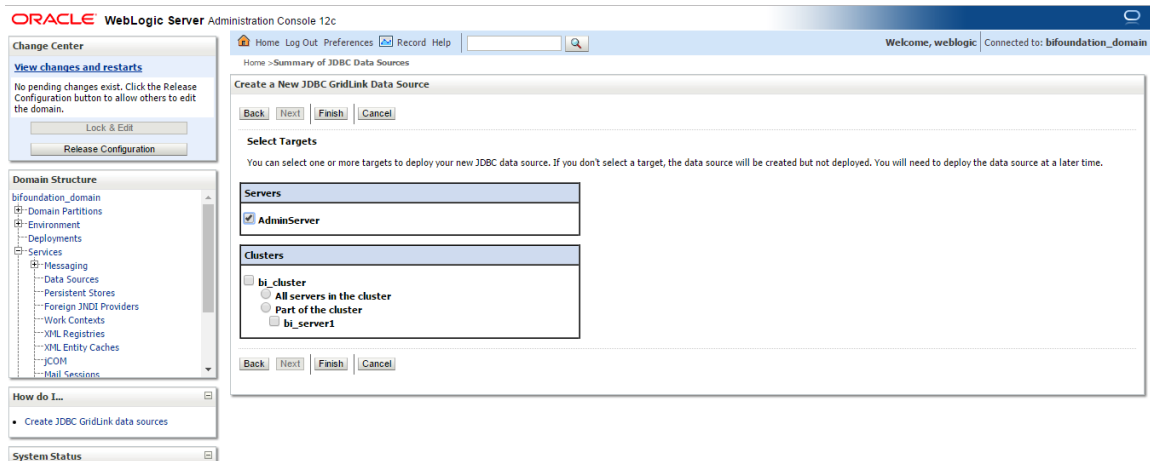 ORACLE WebLogic Server Administration Console 12c
Change Center
View changes and restarts
No pending changes exist. Click the Release
Configuration button to allow others to edit
the domain.
Lock & Edit
Release Configuration
Domain Structure
bifoundation_domain
Domain Partitions
Environment
Deployments
Services
Messaging
Data Sources
Persistent Stores
Foreign JNDI Providers
Work Contexts
XML Registries
XML Entity Caches
jCOM
Mail Sessions
How do I...
Create JDBC GridLink data sources
System Status
Home Log Out Preferences Record Help
Welcome, weblogic Connected to: bifoundation_domain
Home >Summary of JDBC Data Sources
Create a New JDBC GridLink Data Source
Back Next Finish Cancel
Select Targets
You can select one or more targets to deploy your new JDBC data source. If you don't select a target, the data source will be created but not deployed. You will need to deploy the data source at a later time.
Servers
AdminServer
Clusters
bi_cluster
All servers in the cluster
Part of the cluster
bi_server1
Back Next Finish Cancel